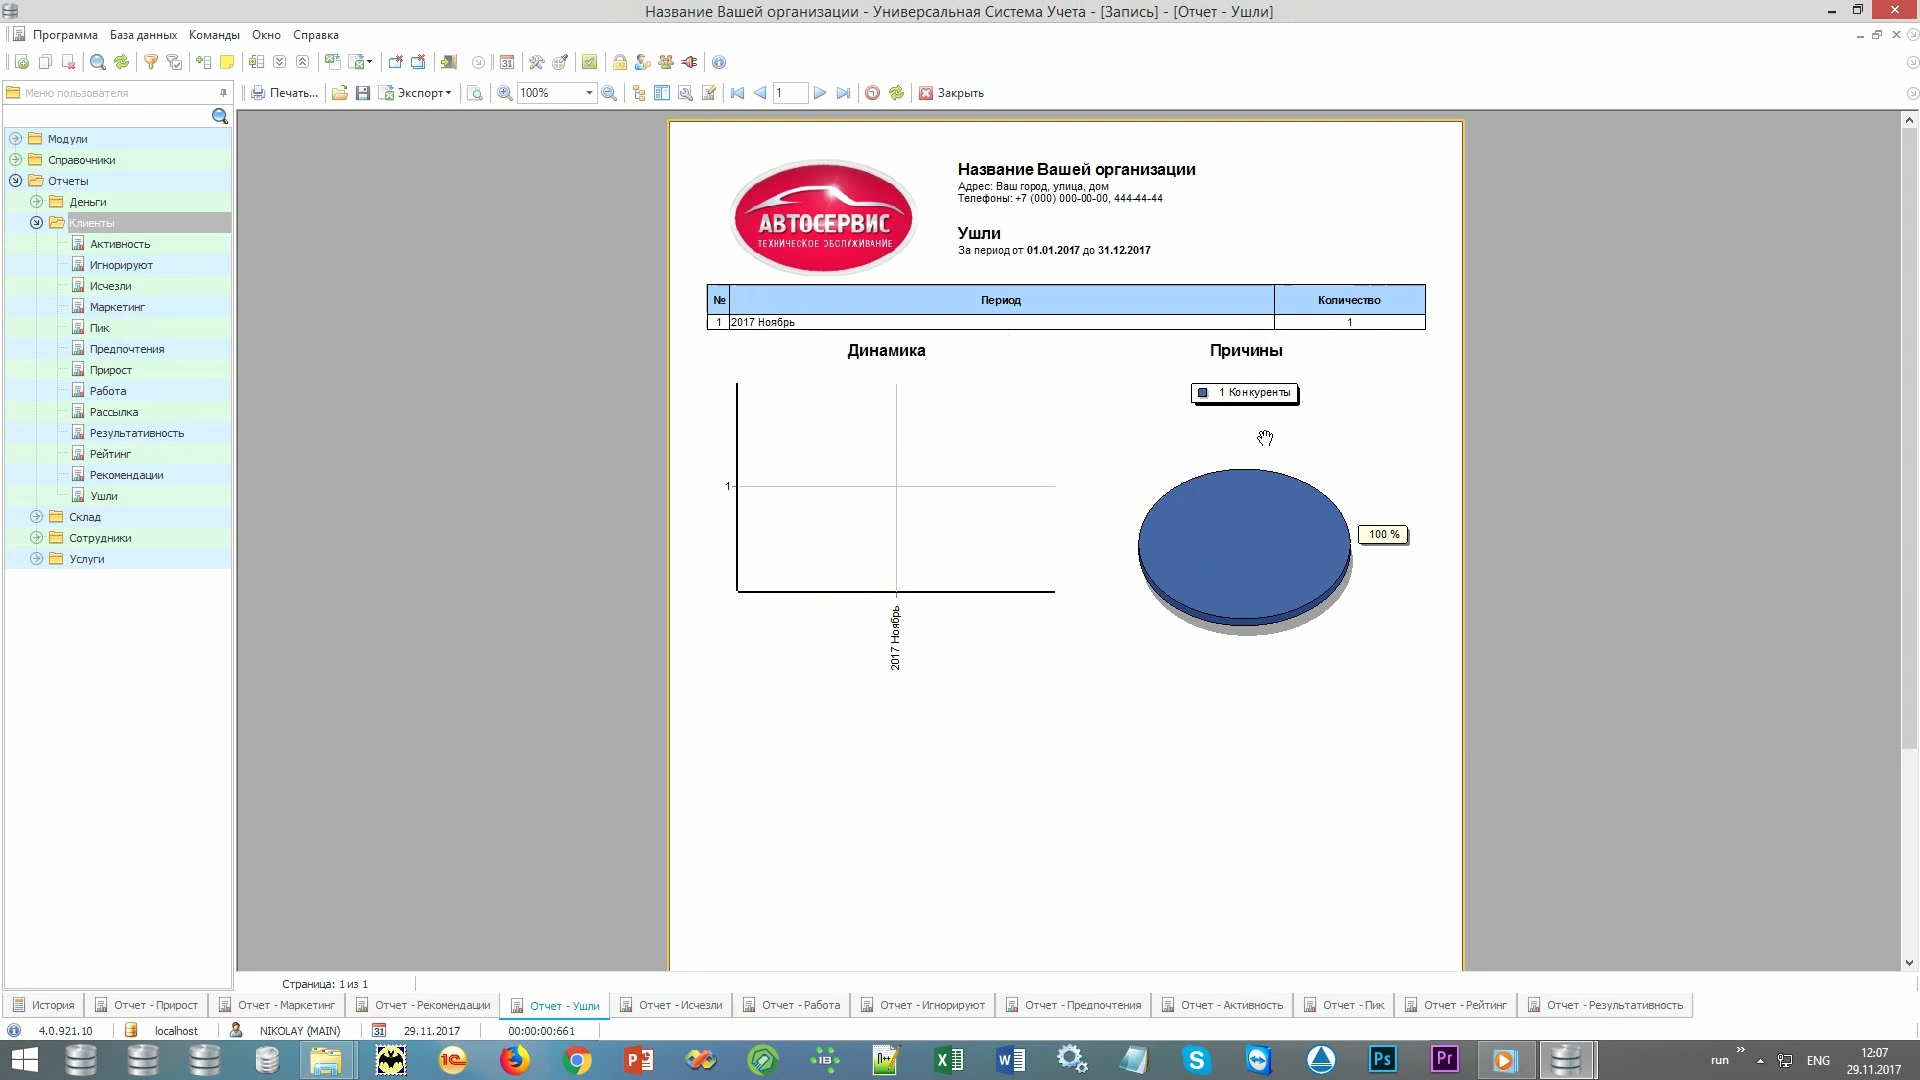 Название Вашей организации - Универсальная Система Учета - [Запись] - [Отчет - Ушли]
Программа База данных Команды Окно Справка
Меню пользователя
Печать... Экспорт 100% 1 Закрыть
Модули
Справочники
Отчеты
Деньги
Клиенты
Активность
Игнорируют
Исчезли
Маркетинг
Пик
Предпочтения
Прирост
Работа
Рассылка
Результативность
Рейтинг
Рекомендации
Ушли
Склад
Сотрудники
Услуги
АВТОСЕРВИС
ТЕХНИЧЕСКОЕ ОБСЛУЖИВАНИЕ
Название Вашей организации
Адрес: Ваш город, улица, дом
Телефоны: +7 (000) 000-00-00, 444-44-44
Ушли
За период от 01.01.2017 до 31.12.2017
№ Период Количество
1 2017 Ноябрь 1
Динамика
1
2017 Ноябрь
Причины
1 Конкуренты
100 %
Страница: 1 из 1
История Отчет - Прирост Отчет - Маркетинг Отчет - Рекомендации Отчет - Ушли Отчет - Исчезли Отчет - Работа Отчет - Игнорируют Отчет - Предпочтения Отчет - Активность Отчет - Пик Отчет - Рейтинг Отчет - Результативность
4.0.921.10 localhost NIKOLAY (MAIN) 31 29.11.2017 00:00:00:661
run ENG 12:07
29.11.2017